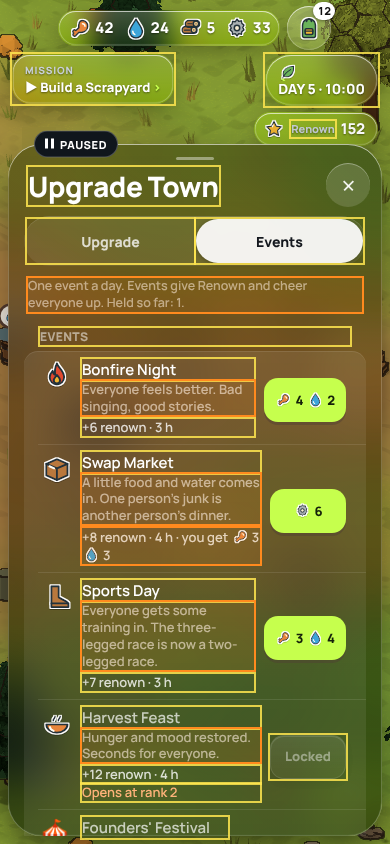 42 24 5 33 12
MISSION
▶ Build a Scrapyard ›
DAY 5 · 10:00
Renown 152
PAUSED
Upgrade Town
Upgrade Events
One event a day. Events give Renown and cheer
everyone up. Held so far: 1.
EVENTS
Bonfire Night
Everyone feels better. Bad
singing, good stories.
+6 renown · 3 h
4 2
Swap Market
A little food and water comes
in. One person's junk is
another person's dinner.
+8 renown · 4 h · you get 3
3
6
Sports Day
Everyone gets some
training in. The three-
legged race is now a two-
legged race.
+7 renown · 3 h
3 4
Harvest Feast
Hunger and mood restored.
Seconds for everyone.
+12 renown · 4 h
Opens at rank 2
Locked
Founders' Festival